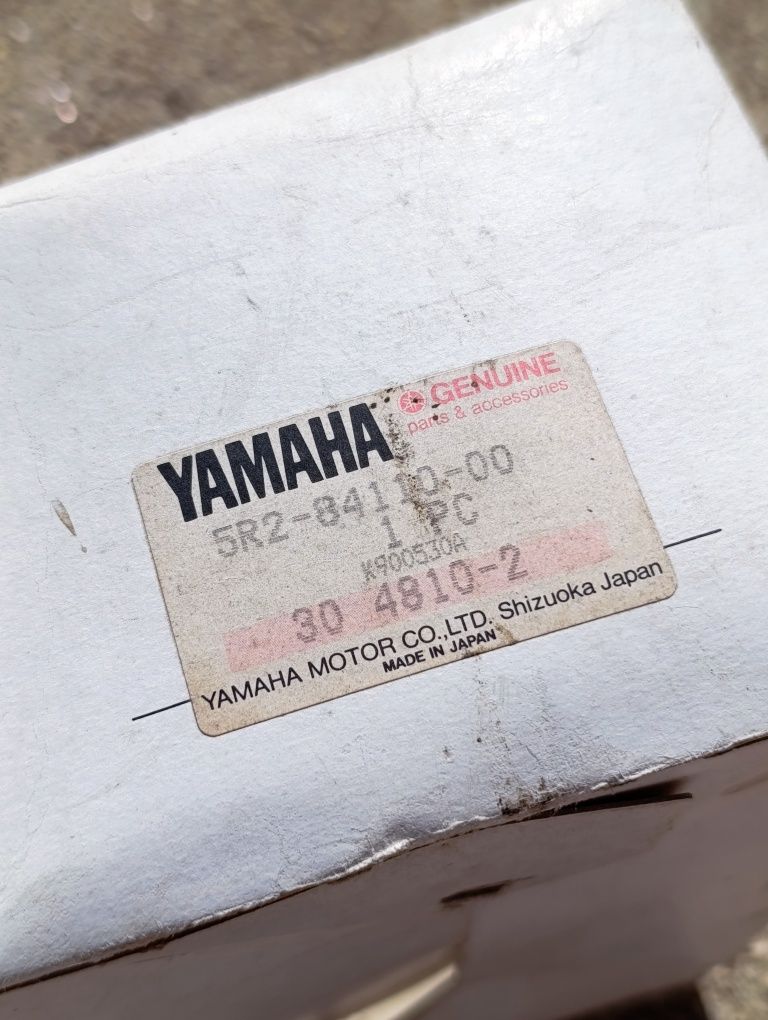 YAMAHA
GENUINE
parts & accessories
5R2-84110-00
1 PC
K900530A
30 4810-2
YAMAHA MOTOR CO.,LTD. Shizuoka Japan
MADE IN JAPAN